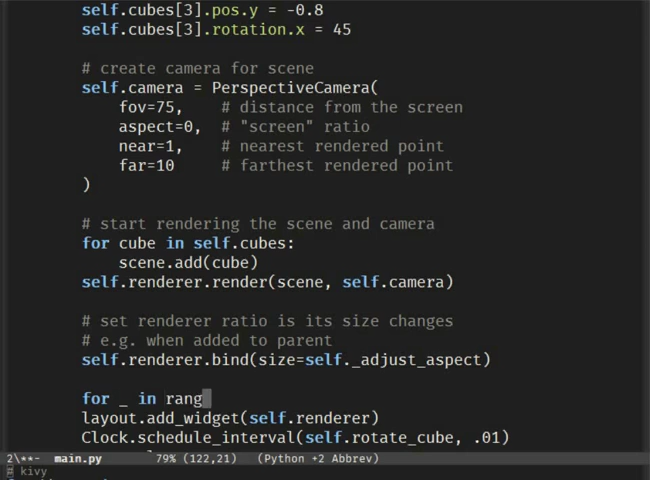 self.cubes[3].pos.y = -0.8
self.cubes[3].rotation.x = 45
# create camera for scene
self.camera = PerspectiveCamera(
fov=75, # distance from the screen
aspect=0, # "screen" ratio
near=1, # nearest rendered point
far=10 # farthest rendered point
)
# start rendering the scene and camera
for cube in self.cubes:
scene.add(cube)
self.renderer.render(scene, self.camera)
# set renderer ratio is its size changes
# e.g. when added to parent
self.renderer.bind(size=self._adjust_aspect)
for _ in rang
layout.add_widget(self.renderer)
Clock.schedule_interval(self.rotate_cube, .01)
2\**- main.py 79% (122,21) (Python +2 Abbrev)
@ kivy